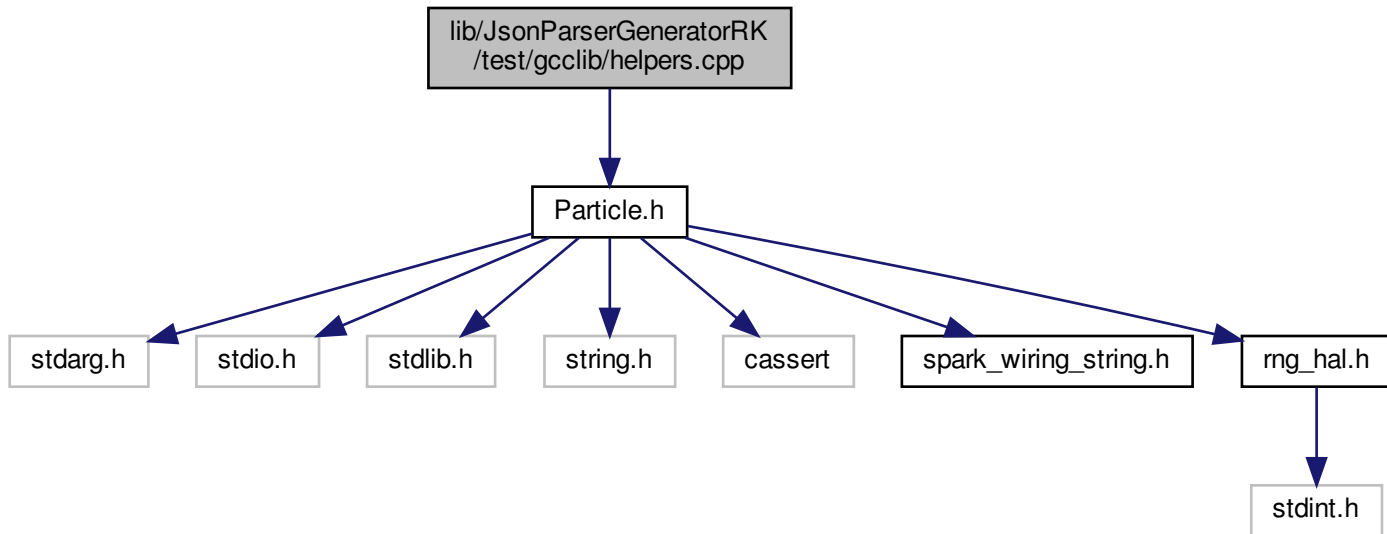 lib/JsonParserGeneratorRK
/test/gcclib/helpers.cpp
Particle.h
stdarg.h
stdio.h
stdlib.h
string.h
cassert
spark_wiring_string.h
rng_hal.h
stdint.h